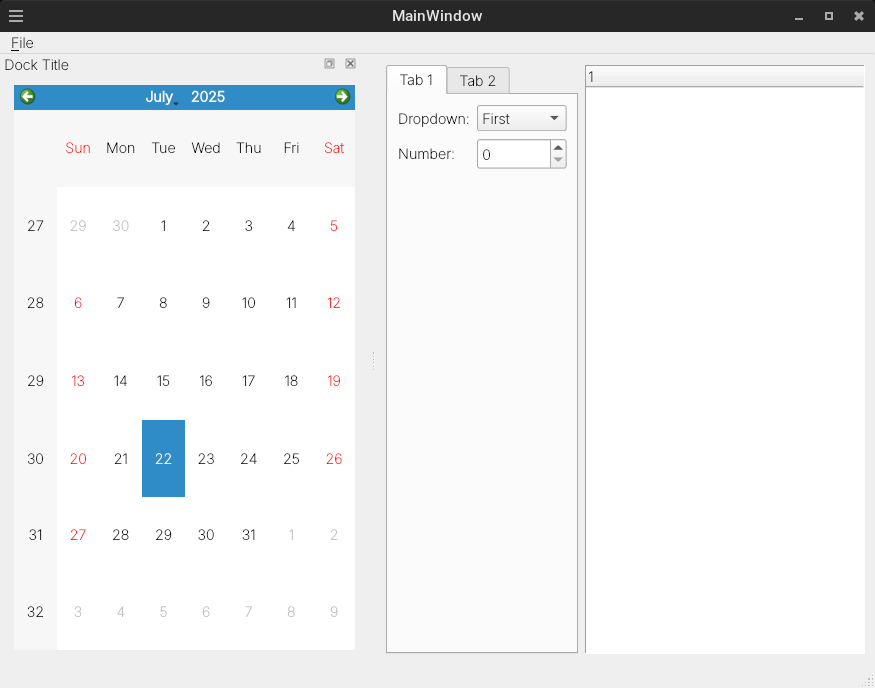 MainWindow
File
Dock Title
July 2025
Sun Mon Tue Wed Thu Fri Sat
27 29 30 1 2 3 4 5
28 6 7 8 9 10 11 12
29 13 14 15 16 17 18 19
30 20 21 22 23 24 25 26
31 27 28 29 30 31 1 2
32 3 4 5 6 7 8 9
Tab 1 Tab 2
Dropdown: First
Number: 0
1